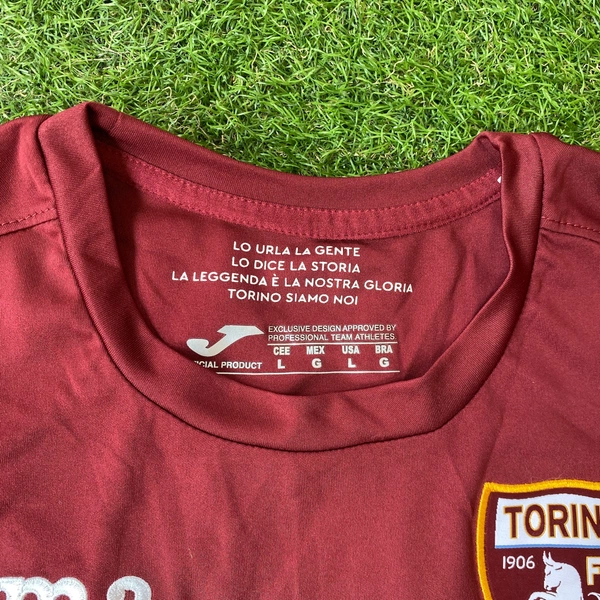 LO URLA LA GENTE
LO DICE LA STORIA
LA LEGGENDA È LA NOSTRA GLORIA
TORINO SIAMO NOI
EXCLUSIVE DESIGN APPROVED BY
PROFESSIONAL TEAM ATHLETES.
CEE MEX USA BRA
L G L G
PRODUCT
TORIN
1906 F